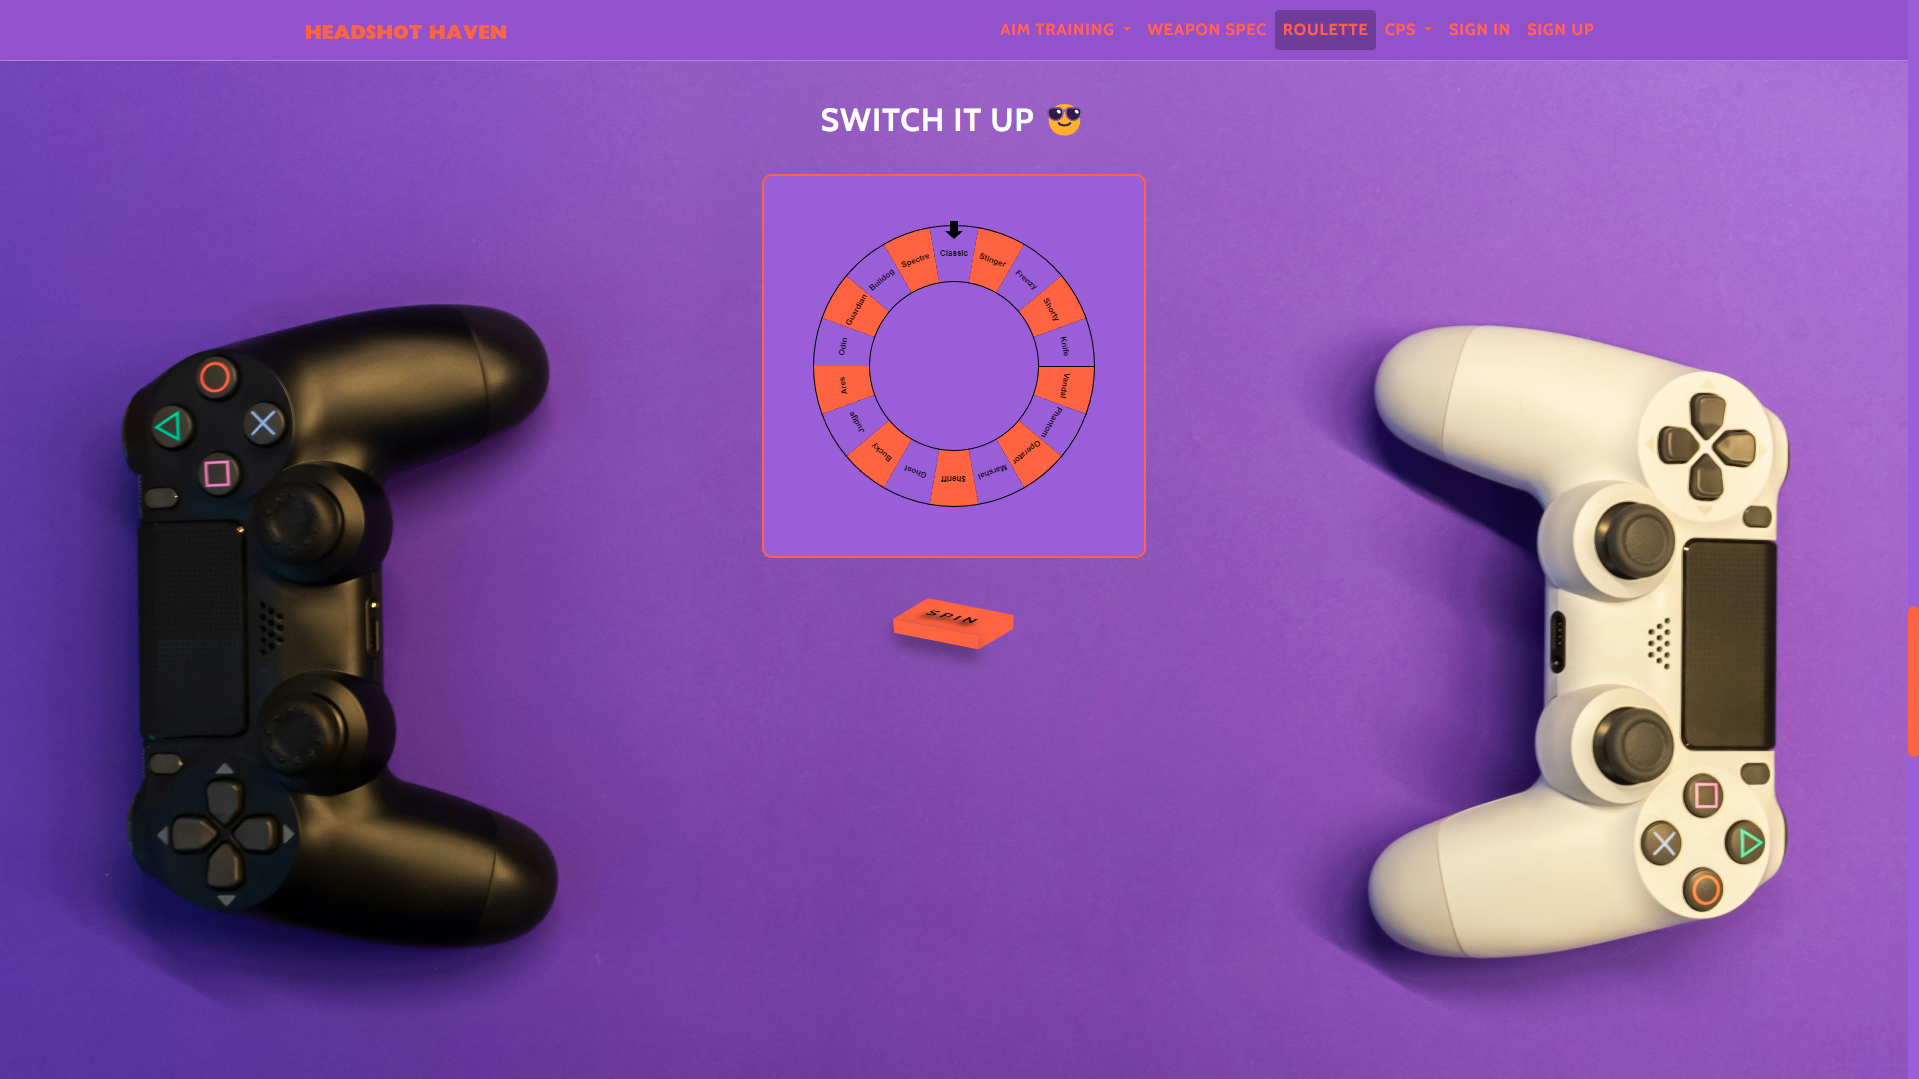 HEADSHOT HAVEN
AIM TRAINING
WEAPON SPEC
ROULETTE
CPS
SIGN IN
SIGN UP
SWITCH IT UP 😎
Classic
Stinger
Frenzy
Shorty
Knife
Vandal
Phantom
Operator
Marshal
Sheriff
Ghost
Bucky
Judge
Ares
Odin
Guardian
Bulldog
Spectre
SPIN